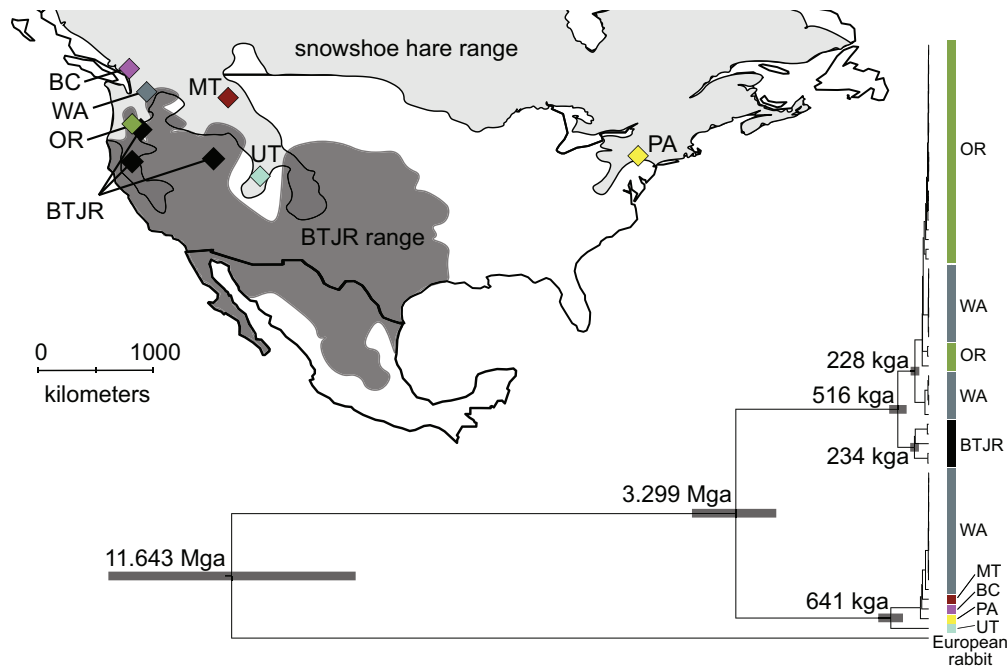 snowshoe hare range
BC
MT
WA
OR
UT
PA
BTJR
BTJR range
0 1000
kilometers
OR
WA
228 kga
OR
516 kga
WA
234 kga
BTJR
3.299 Mga
WA
11.643 Mga
641 kga
MT
BC
PA
UT
European
rabbit